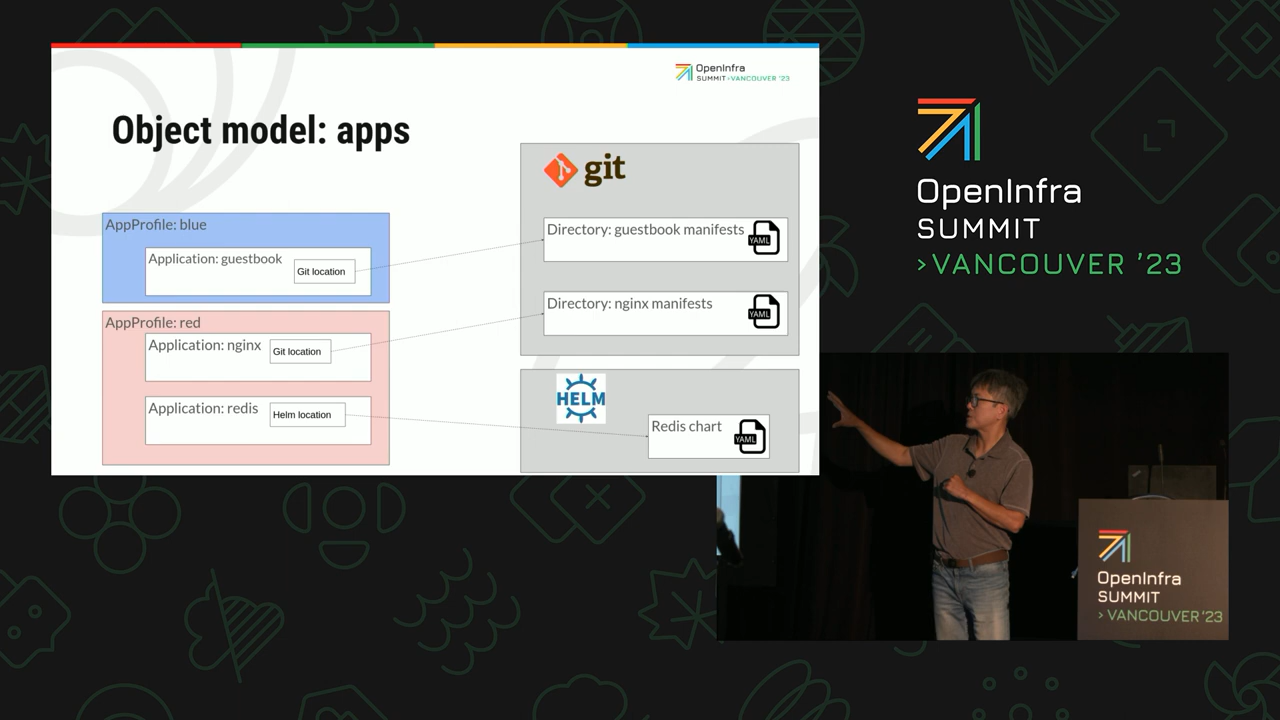 OpenInfra
SUMMIT >VANCOUVER '23
Object model: apps
AppProfile: blue
Application: guestbook
Git location
AppProfile: red
Application: nginx
Git location
Application: redis
Helm location
git
Directory: guestbook manifests
YAML
Directory: nginx manifests
YAML
HELM
Redis chart
YAML
OpenInfra
SUMMIT
>VANCOUVER '23
OpenInfra
SUMMIT
> VANCOUVER '23